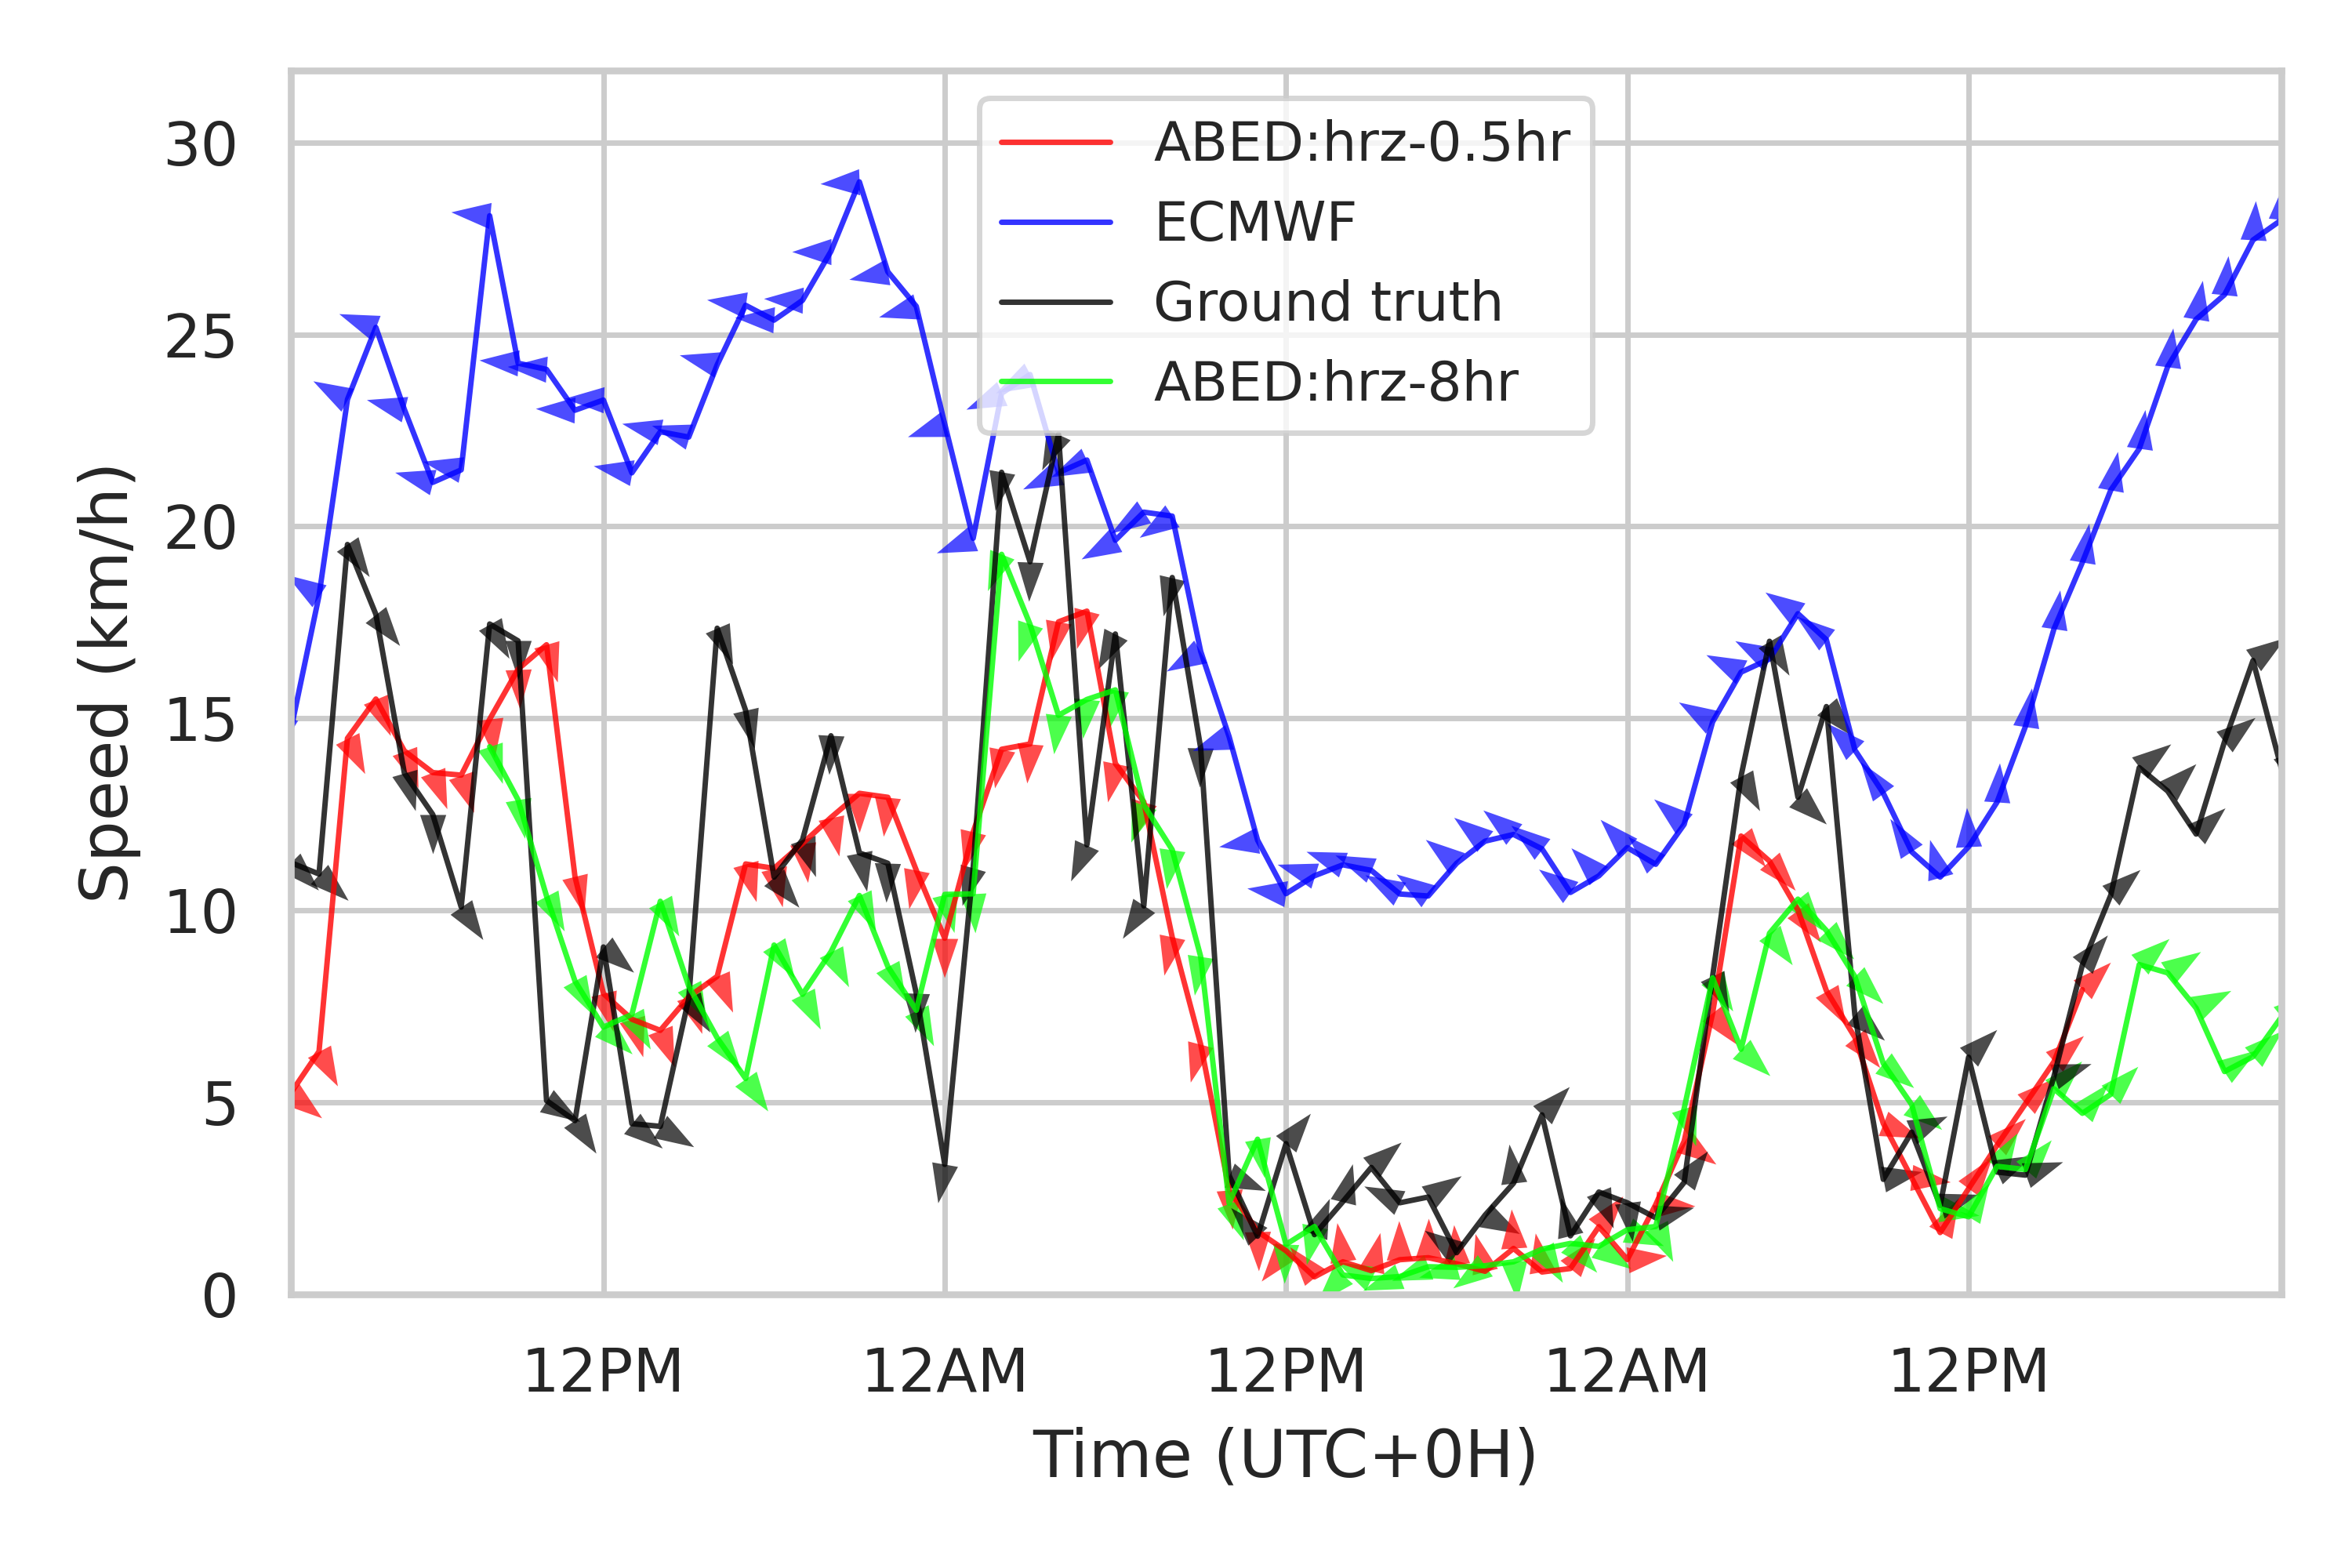 30
25
20
15
10
5
0
Speed (km/h)
ABED:hrz-0.5hr
ECMWF
Ground truth
ABED:hrz-8hr
12PM 12AM 12PM 12AM 12PM
Time (UTC+0H)